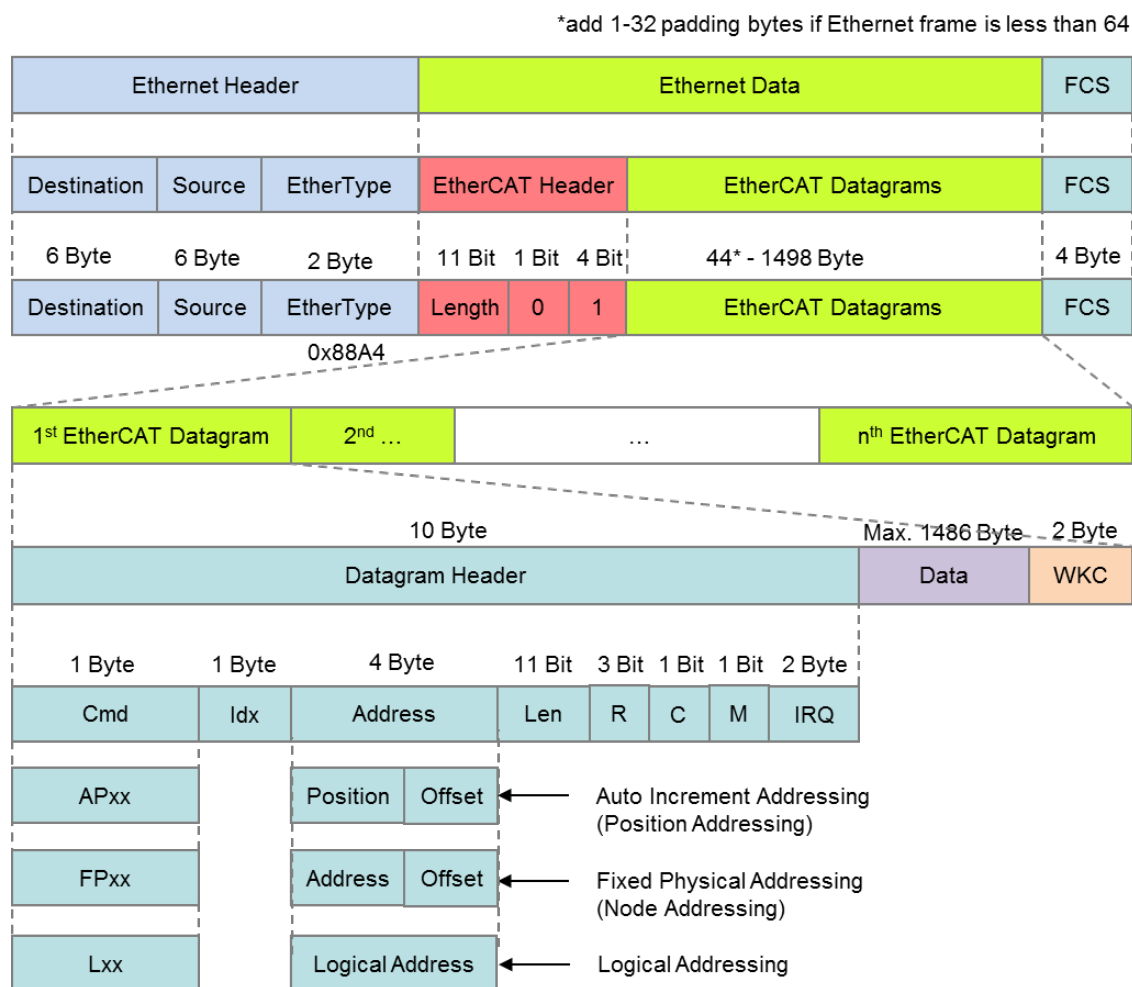 *add 1-32 padding bytes if Ethernet frame is less than 64
Ethernet Header Ethernet Data FCS
Destination Source EtherType EtherCAT Header EtherCAT Datagrams FCS
6 Byte 6 Byte 2 Byte 11 Bit 1 Bit 4 Bit 44* - 1498 Byte 4 Byte
Destination Source EtherType Length 0 1 EtherCAT Datagrams FCS
0x88A4
1st EtherCAT Datagram 2nd … … nth EtherCAT Datagram
10 Byte Max. 1486 Byte 2 Byte
Datagram Header Data WKC
1 Byte 1 Byte 4 Byte 11 Bit 3 Bit 1 Bit 1 Bit 2 Byte
Cmd Idx Address Len R C M IRQ
APxx Position Offset Auto Increment Addressing
(Position Addressing)
FPxx Address Offset Fixed Physical Addressing
(Node Addressing)
Lxx Logical Address Logical Addressing